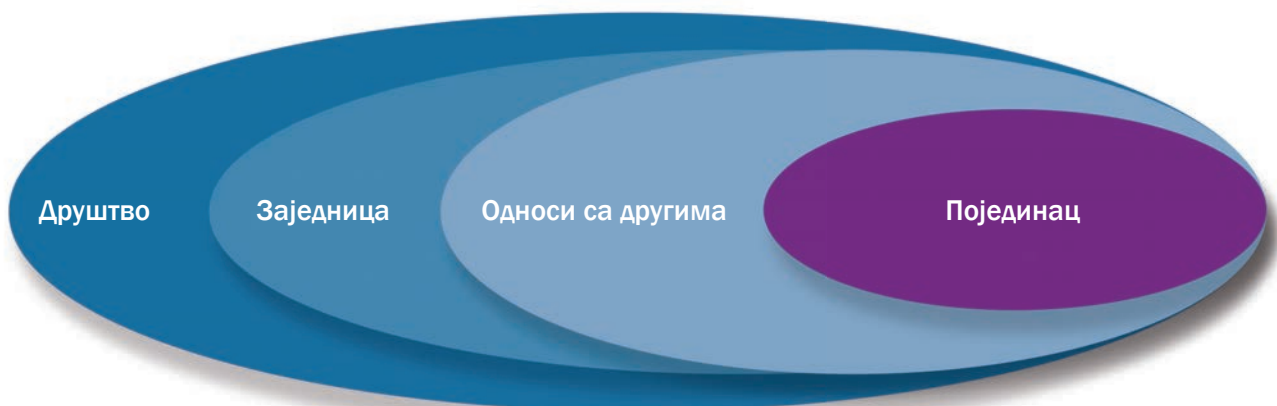 Друштво
Заједница
Односи са другима
Појединац